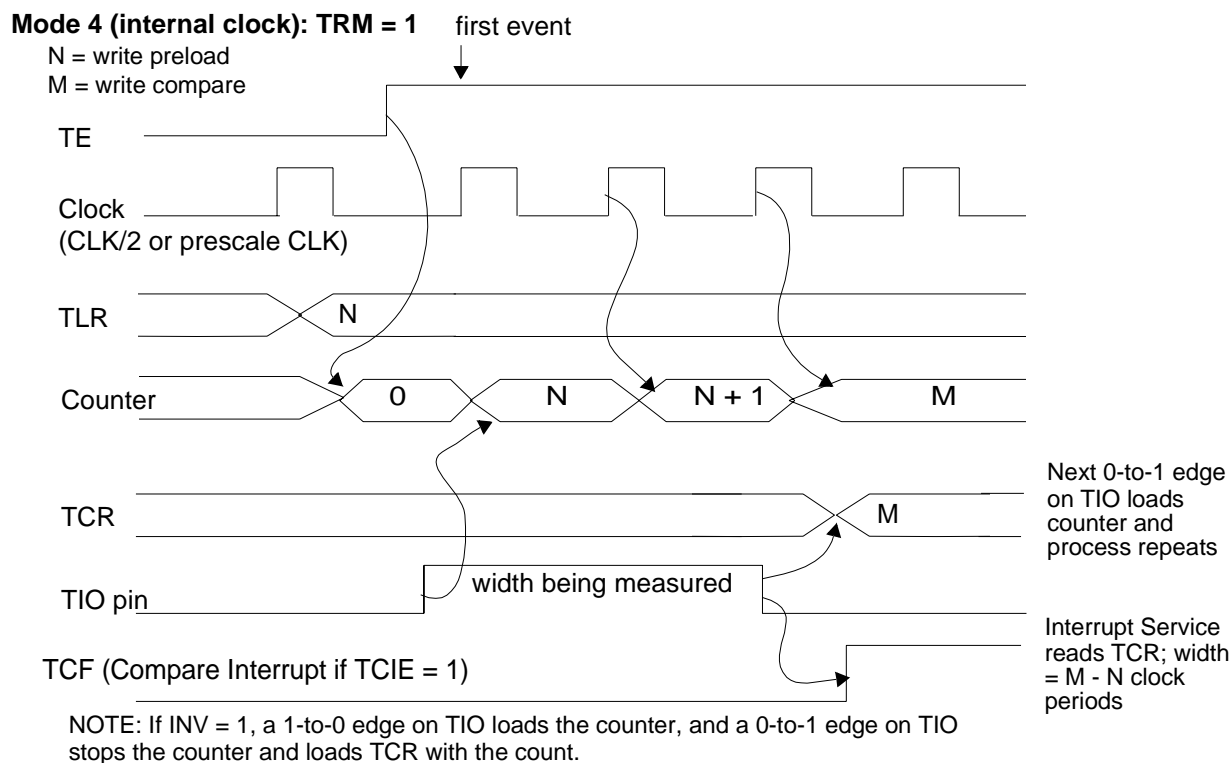 Mode 4 (internal clock): TRM = 1
first event
N = write preload
M = write compare
TE
Clock
(CLK/2 or prescale CLK)
TLR
N
Counter
0
N
N + 1
M
TCR
M
Next 0-to-1 edge
on TIO loads
counter and
process repeats
TIO pin
width being measured
TCF (Compare Interrupt if TCIE = 1)
Interrupt Service
reads TCR; width
= M - N clock
periods
NOTE: If INV = 1, a 1-to-0 edge on TIO loads the counter, and a 0-to-1 edge on TIO
stops the counter and loads TCR with the count.